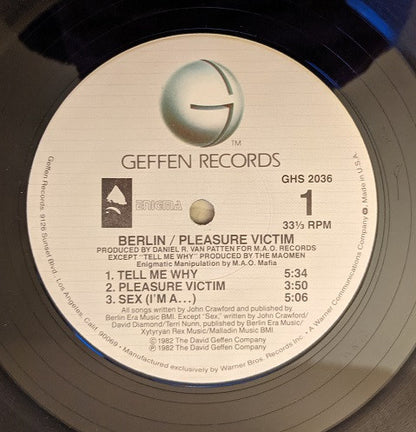 TM
GEFFEN RECORDS
GHS 2036
ENIGMA
1
33⅓ RPM
BERLIN / PLEASURE VICTIM
PRODUCED BY DANIEL R. VAN PATTEN FOR M.A.O. RECORDS
EXCEPT "TELL ME WHY" PRODUCED BY THE MAOMEN
Enigmatic Manipulation by M.A.O. Mafia
1. TELL ME WHY 5:34
2. PLEASURE VICTIM 3:50
3. SEX (I'M A...) 5:06
All songs written by John Crawford and published by
Berlin Era Music BMI. Except "Sex," written by John Crawford/
David Diamond/Terri Nunn, published by Berlin Era Music/
Xytyryan Rex Music/Malladin Music BMI
© 1982 The David Geffen Company
℗ 1982 The David Geffen Company
Geffen Records, 9126 Sunset Blvd., Los Angeles, Calif. 90069 • Manufactured exclusively by Warner Bros. Records Inc. • A Warner Communications Company • Made in U.S.A.